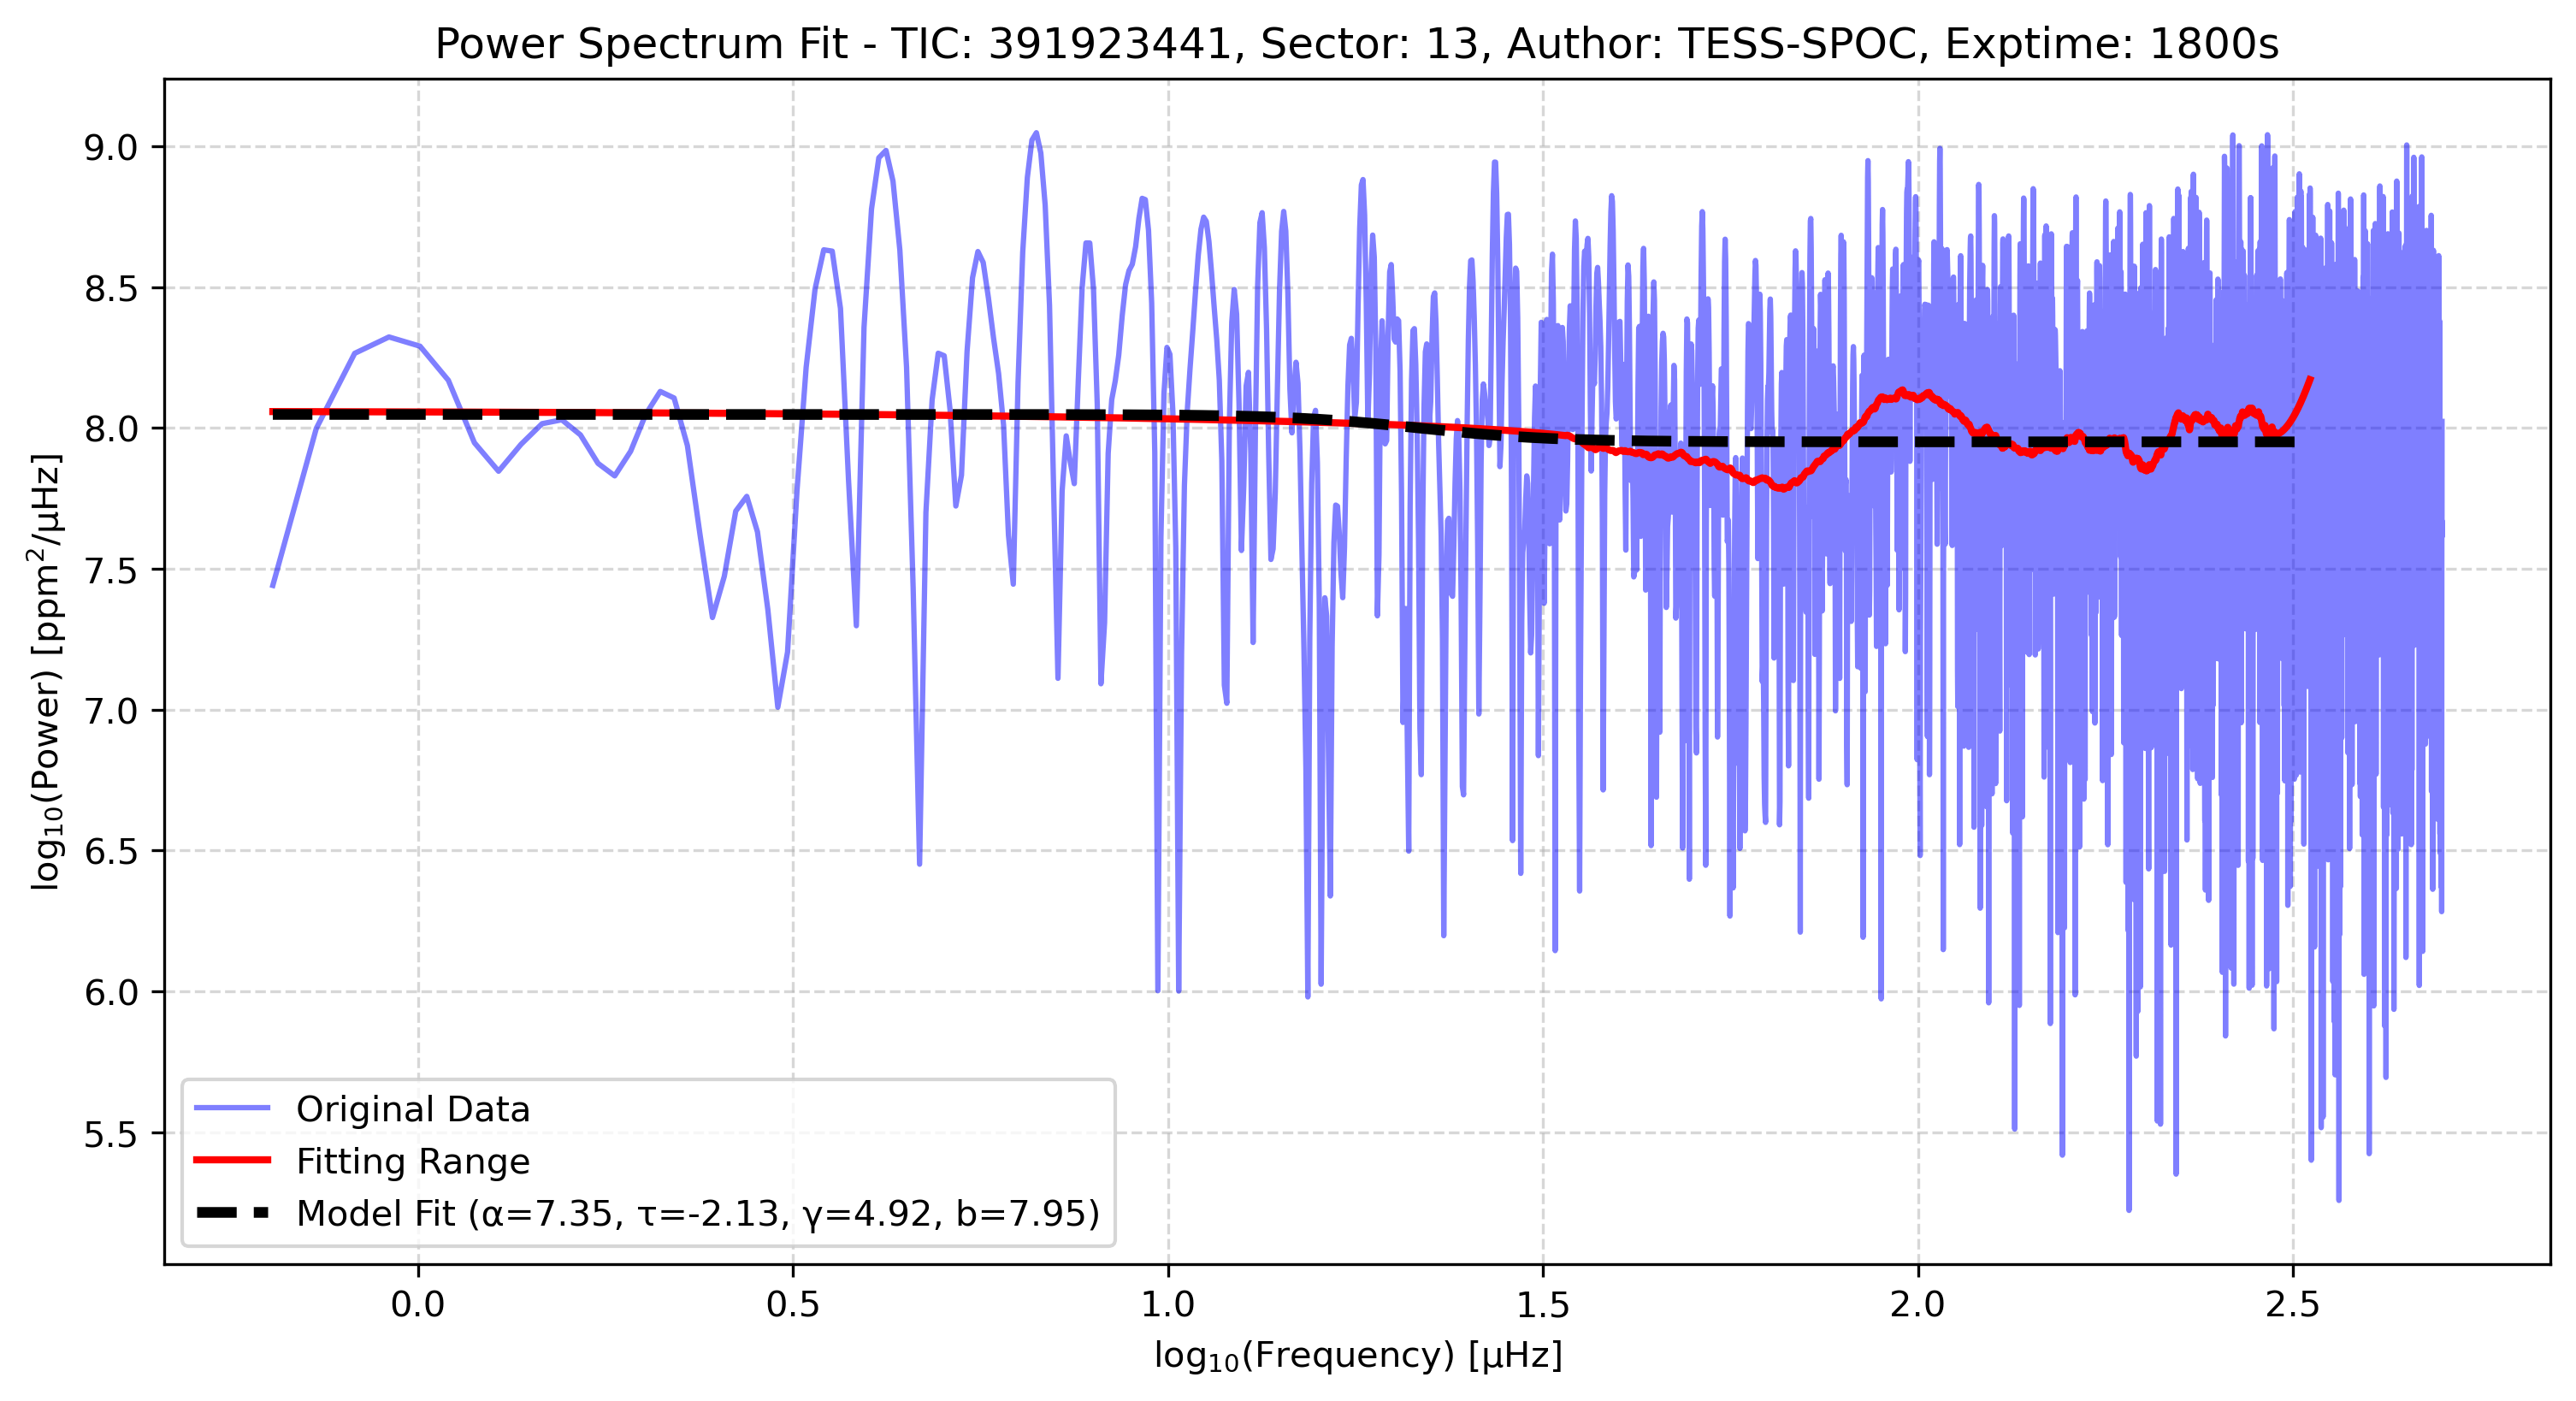 Power Spectrum Fit - TIC: 391923441, Sector: 13, Author: TESS-SPOC, Exptime: 1800s
log₁₀(Power) [ppm²/μHz]
9.0
8.5
8.0
7.5
7.0
6.5
6.0
5.5
Original Data
Fitting Range
Model Fit (α=7.35, τ=-2.13, γ=4.92, b=7.95)
0.0 0.5 1.0 1.5 2.0 2.5
log₁₀(Frequency) [μHz]